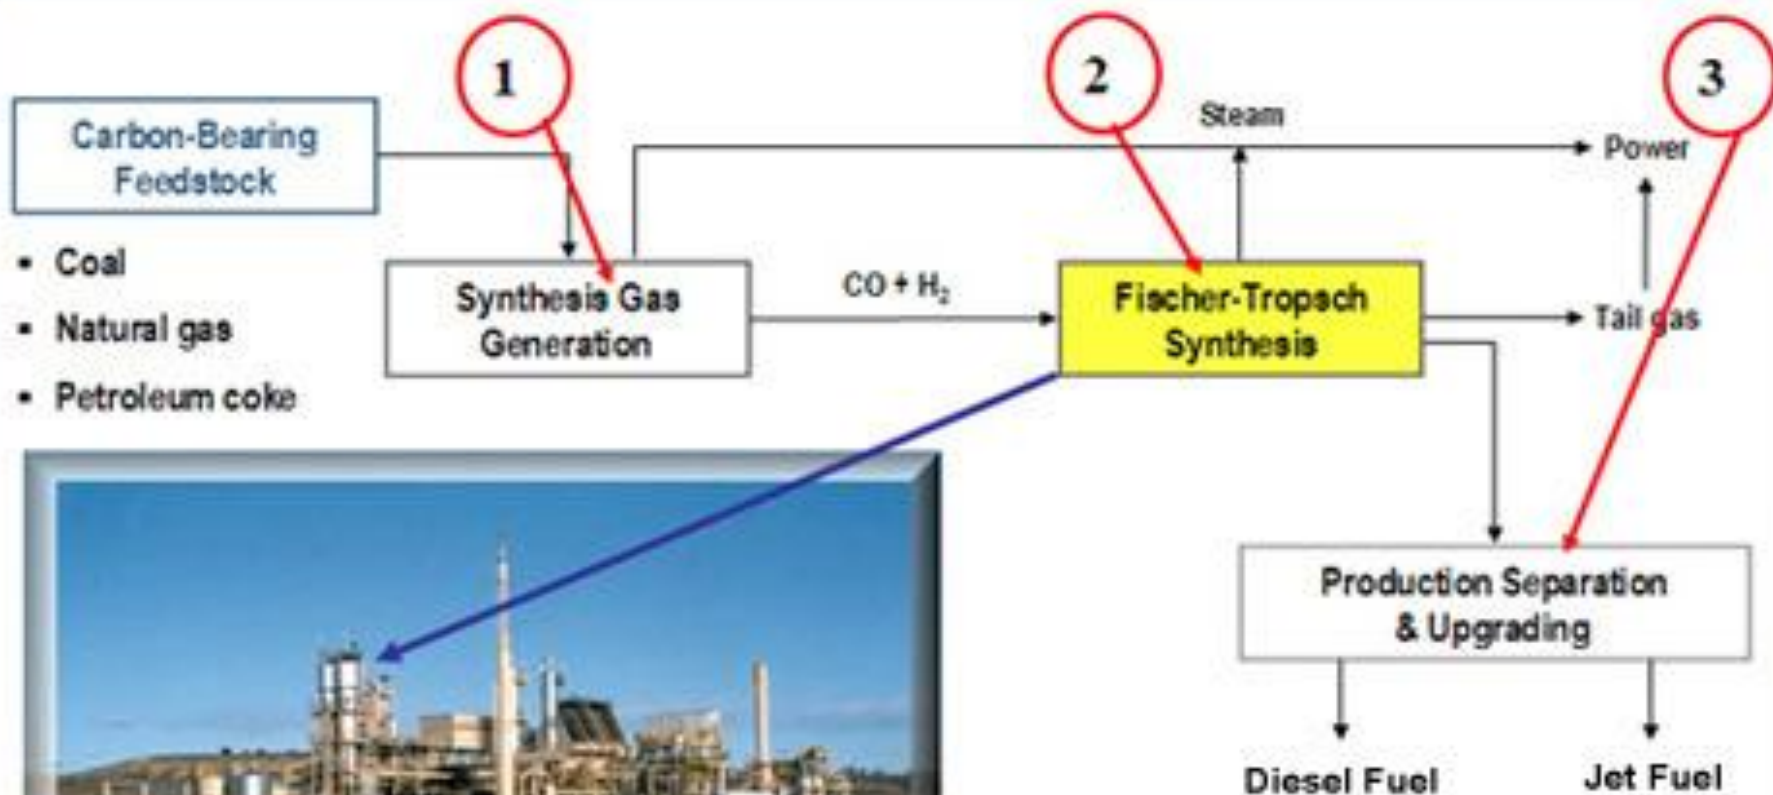 1
2
3
Carbon-Bearing
Feedstock
Steam
Power
▪ Coal
▪ Natural gas
▪ Petroleum coke
Synthesis Gas
Generation
CO + H₂
Fischer-Tropsch
Synthesis
Tail gas
Production Separation
& Upgrading
Diesel Fuel
Jet Fuel